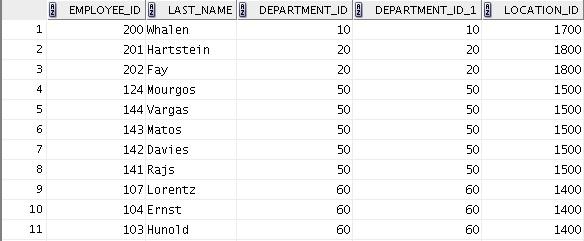 EMPLOYEE_ID LAST_NAME DEPARTMENT_ID DEPARTMENT_ID_1 LOCATION_ID
1 200 Whalen 10 10 1700
2 201 Hartstein 20 20 1800
3 202 Fay 20 20 1800
4 124 Mourgos 50 50 1500
5 144 Vargas 50 50 1500
6 143 Matos 50 50 1500
7 142 Davies 50 50 1500
8 141 Rajs 50 50 1500
9 107 Lorentz 60 60 1400
10 104 Ernst 60 60 1400
11 103 Hunold 60 60 1400